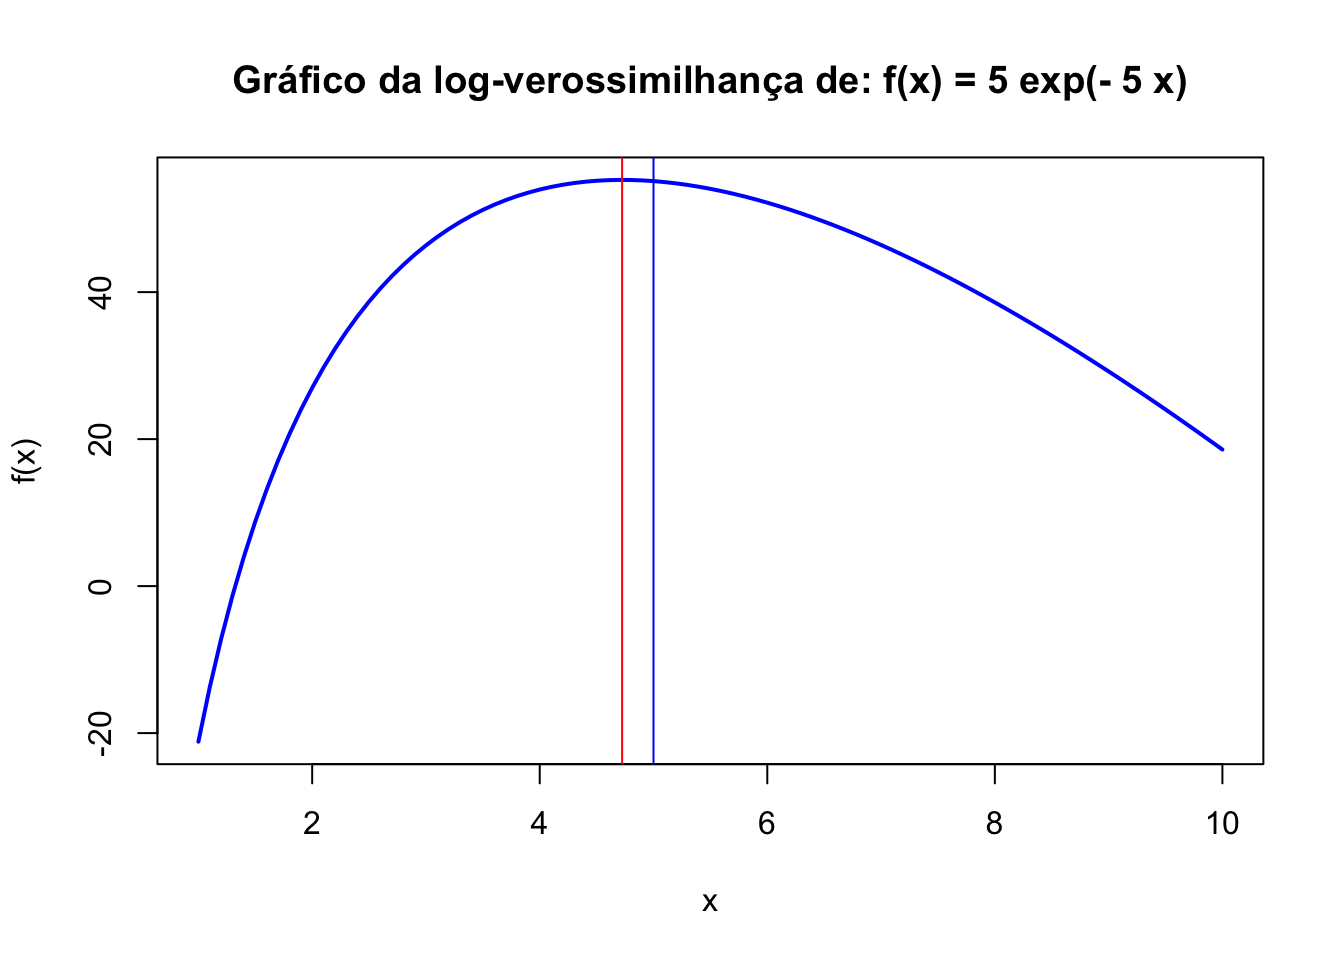 Gráfico da log-verossimilhança de: f(x) = 5 exp(- 5 x)
f(x)
40
20
0
-20
2 4 6 8 10
x